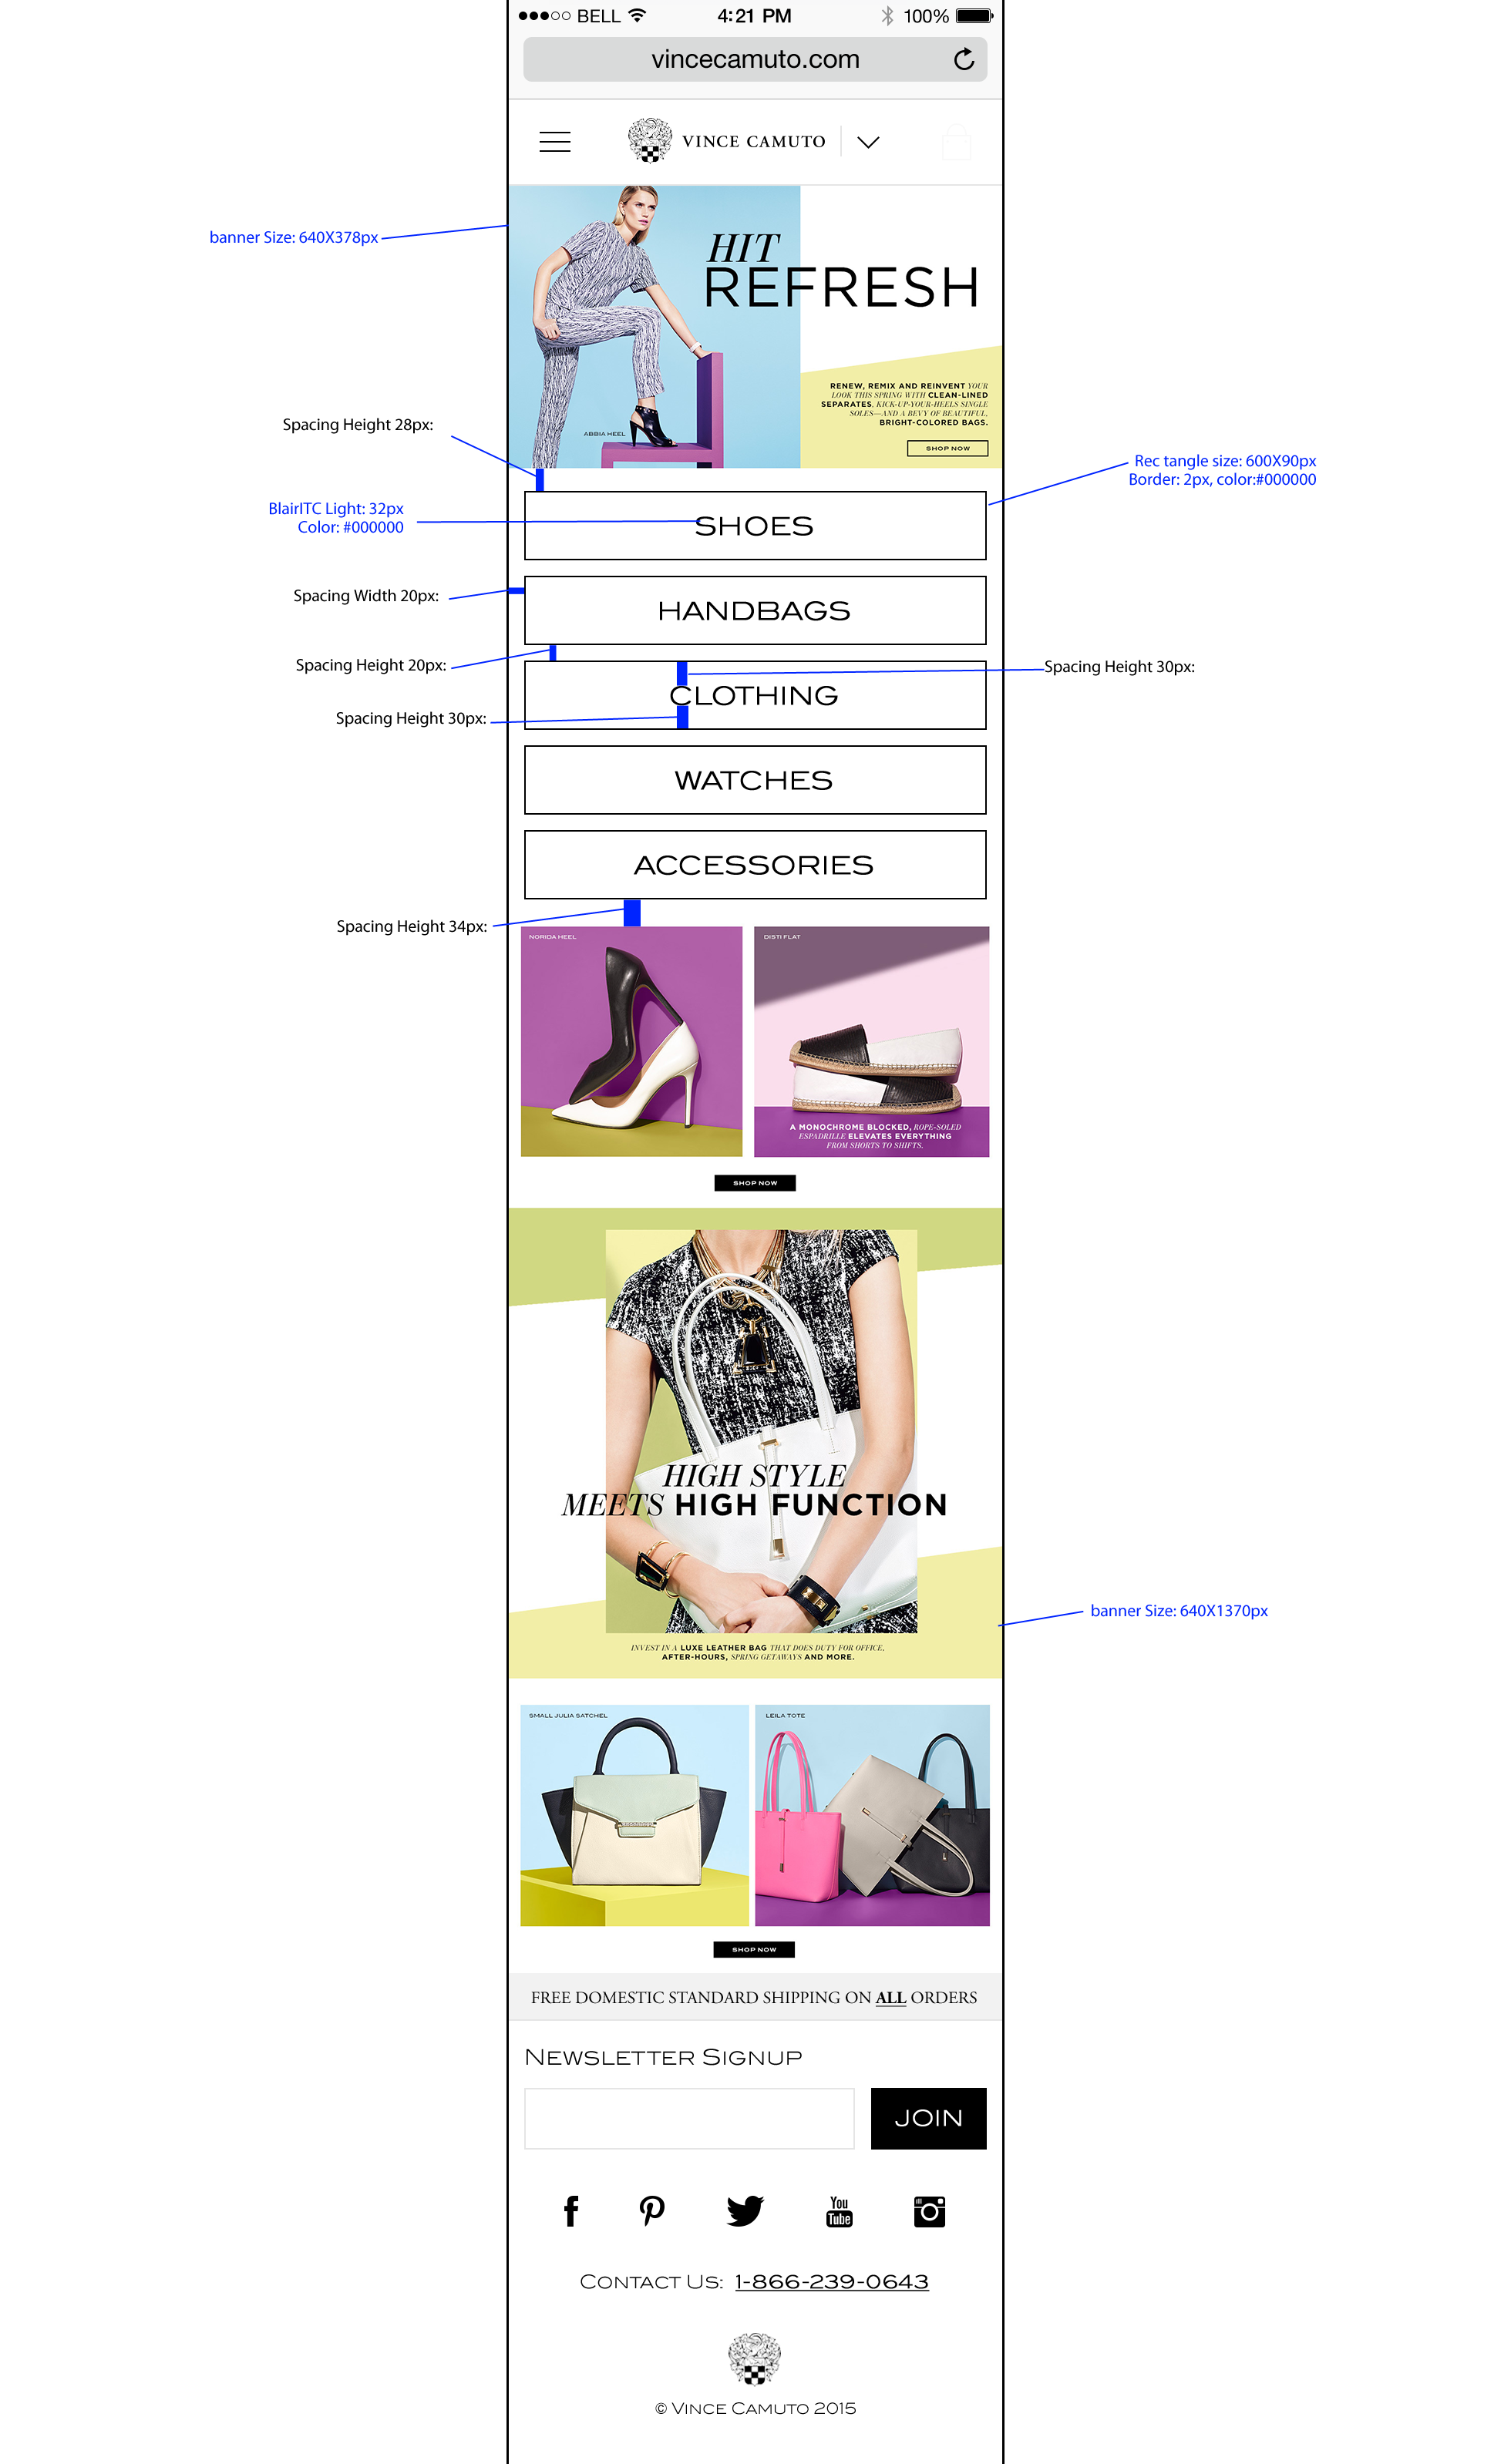 BELL 4:21 PM 100%
vincecamuto.com
VINCE CAMUTO
banner Size: 640X378px
HIT
REFRESH
RENEW, REMIX AND REINVENT YOUR
LOOK THIS SPRING WITH CLEAN-LINED
SEPARATES, KICK-UP-YOUR-HEELS SINGLE
SOLES—AND A BEVY OF BEAUTIFUL,
BRIGHT-COLORED BAGS.
ABBIA HEEL
SHOP NOW
Spacing Height 28px:
Rec tangle size: 600X90px
Border: 2px, color:#000000
BlairITC Light: 32px
Color: #000000
SHOES
Spacing Width 20px:
HANDBAGS
Spacing Height 20px:
Spacing Height 30px:
CLOTHING
Spacing Height 30px:
WATCHES
ACCESSORIES
Spacing Height 34px:
NORIDA HEEL
DISTI FLAT
A MONOCHROME BLOCKED, ROPE-SOLED
ESPADRILLE ELEVATES EVERYTHING
FROM SHORTS TO SHIFTS.
SHOP NOW
HIGH STYLE
MEETS HIGH FUNCTION
banner Size: 640X1370px
INVEST IN A LUXE LEATHER BAG THAT DOES DUTY FOR OFFICE,
AFTER-HOURS, SPRING GETAWAYS AND MORE.
SMALL JULIA SATCHEL
LEILA TOTE
SHOP NOW
FREE DOMESTIC STANDARD SHIPPING ON ALL ORDERS
NEWSLETTER SIGNUP
JOIN
You
Tube
CONTACT US: 1-866-239-0643
© VINCE CAMUTO 2015